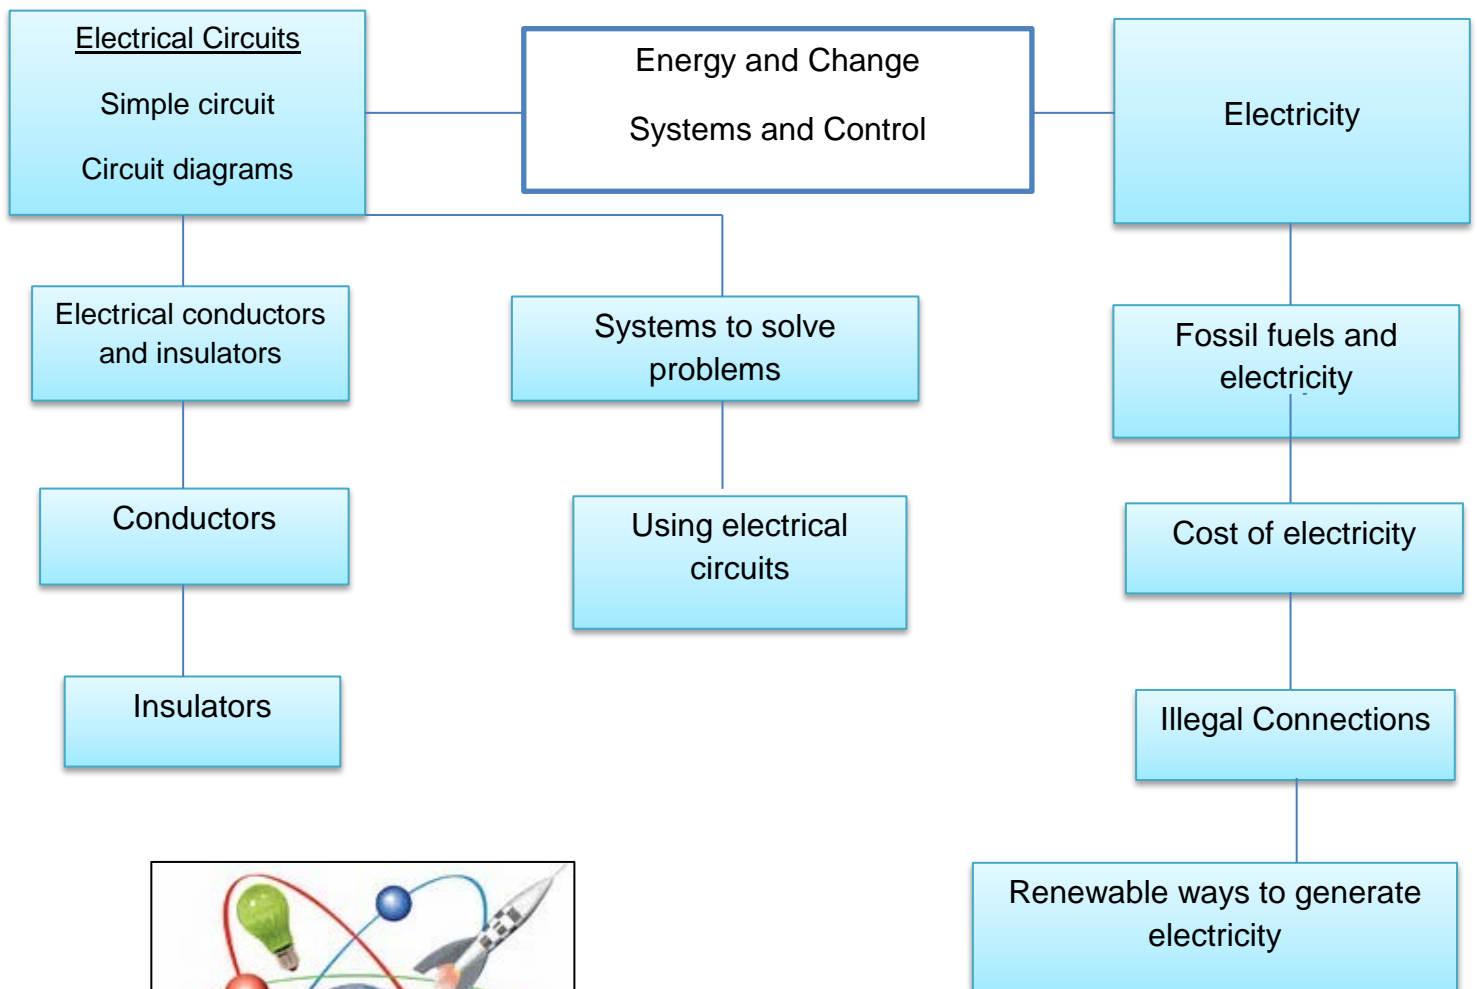 Electrical Circuits
Simple circuit
Circuit diagrams
Energy and Change
Systems and Control
Electricity
Electrical conductors
and insulators
Systems to solve
problems
Fossil fuels and
electricity
Conductors
Using electrical
circuits
Cost of electricity
Insulators
Illegal Connections
Renewable ways to generate
electricity